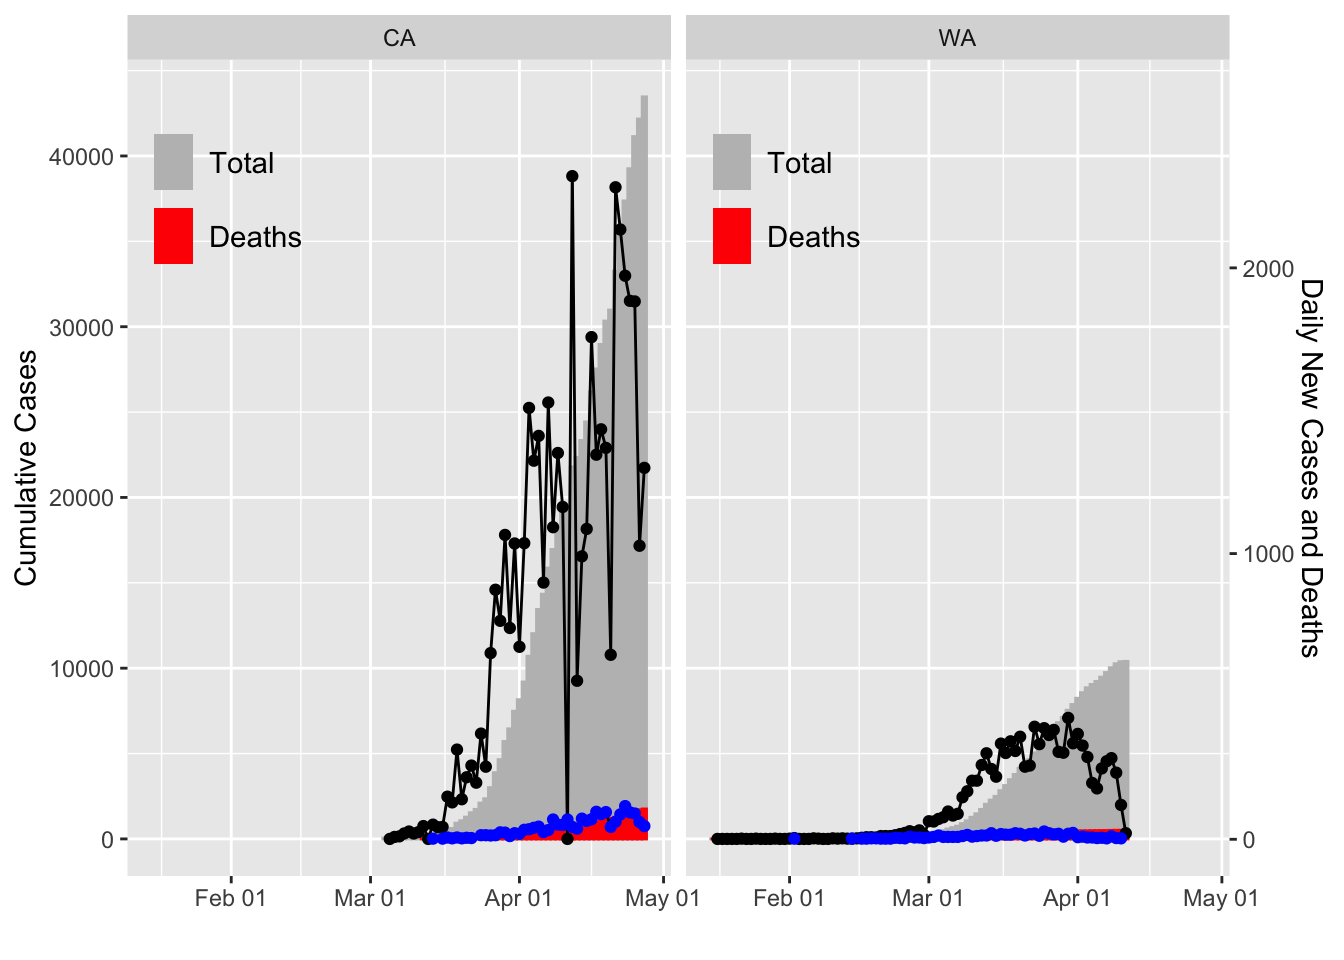 CA
WA
Total
Deaths
Total
Deaths
40000
30000
20000
10000
0
2000
1000
0
Cumulative Cases
Daily New Cases and Deaths
Feb 01
Mar 01
Apr 01
May 01
Feb 01
Mar 01
Apr 01
May 01